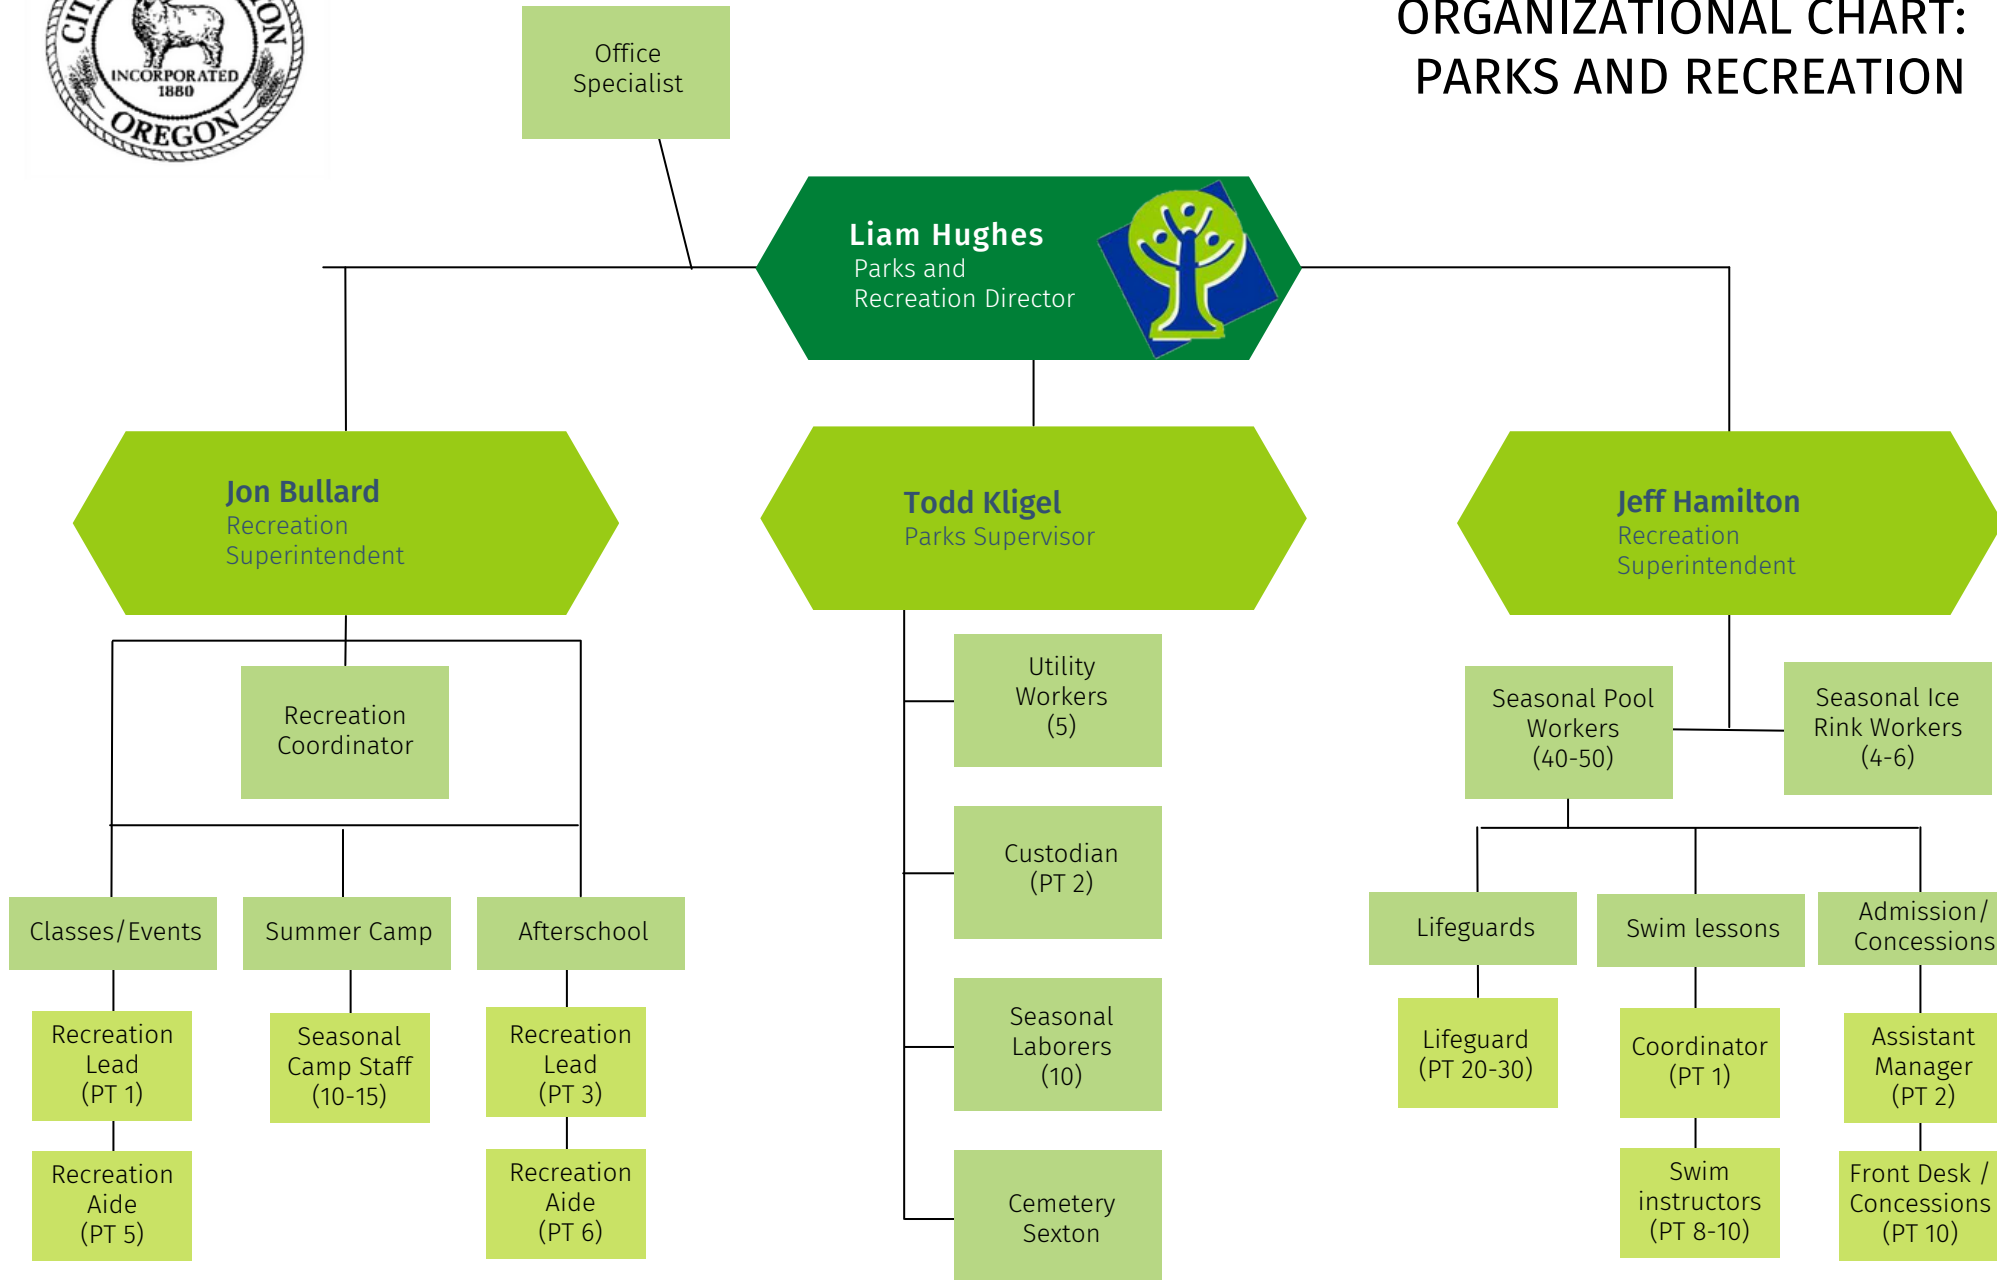 INCORPORATED
1880
OREGON
ORGANIZATIONAL CHART:
PARKS AND RECREATION
Office
Specialist
Liam Hughes
Parks and
Recreation Director
Jon Bullard
Recreation
Superintendent
Todd Kligel
Parks Supervisor
Jeff Hamilton
Recreation
Superintendent
Recreation
Coordinator
Classes/Events
Summer Camp
Afterschool
Recreation
Lead
(PT 1)
Seasonal
Camp Staff
(10-15)
Recreation
Lead
(PT 3)
Recreation
Aide
(PT 5)
Recreation
Aide
(PT 6)
Utility
Workers
(5)
Custodian
(PT 2)
Seasonal
Laborers
(10)
Cemetery
Sexton
Seasonal Pool
Workers
(40-50)
Seasonal Ice
Rink Workers
(4-6)
Lifeguards
Swim lessons
Admission/
Concessions
Lifeguard
(PT 20-30)
Coordinator
(PT 1)
Assistant
Manager
(PT 2)
Swim
instructors
(PT 8-10)
Front Desk /
Concessions
(PT 10)